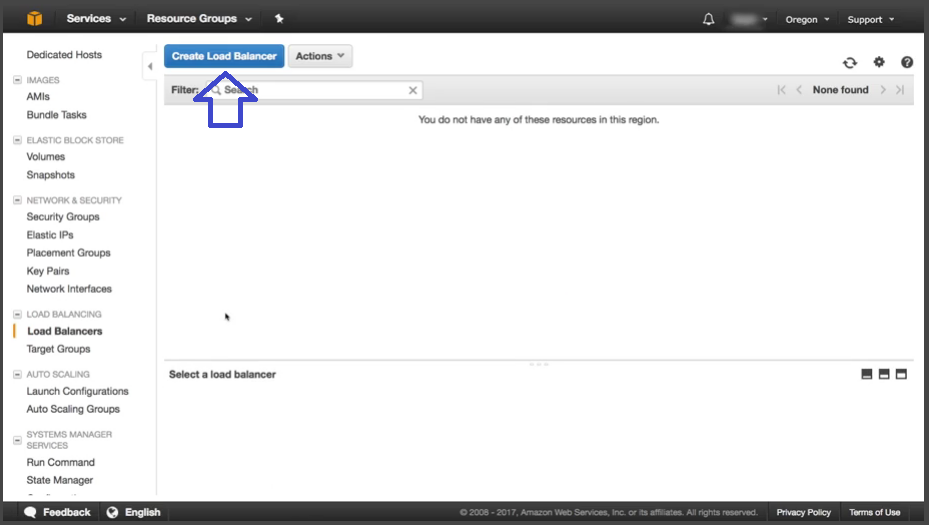 Services Resource Groups Oregon Support
Dedicated Hosts
IMAGES
AMIs
Bundle Tasks
ELASTIC BLOCK STORE
Volumes
Snapshots
NETWORK & SECURITY
Security Groups
Elastic IPs
Placement Groups
Key Pairs
Network Interfaces
LOAD BALANCING
Load Balancers
Target Groups
AUTO SCALING
Launch Configurations
Auto Scaling Groups
SYSTEMS MANAGER
SERVICES
Run Command
State Manager
Create Load Balancer Actions
Filter: Search None found
You do not have any of these resources in this region.
Select a load balancer
Feedback English © 2008 - 2017, Amazon Web Services, Inc. or its affiliates. All rights reserved. Privacy Policy Terms of Use